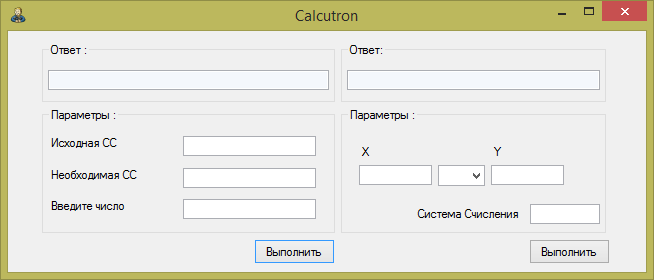 Calcutron
Ответ :
Ответ:
Параметры :
Исходная СС
Необходимая СС
Введите число
Выполнить
Параметры :
X Y
Система Счисления
Выполнить